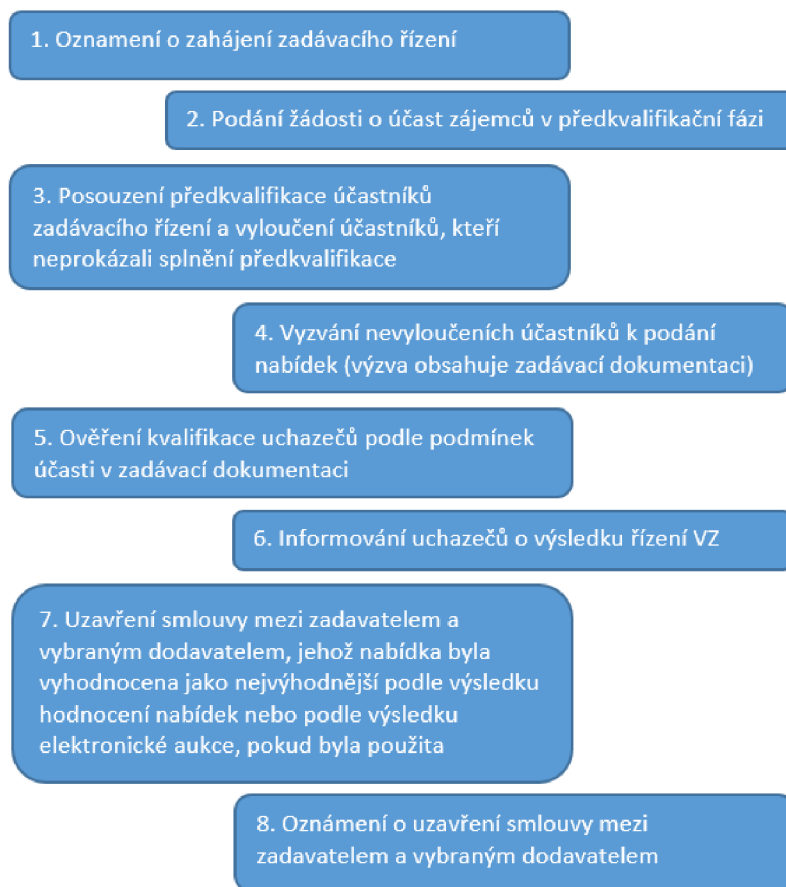 1. Oznamení o zahájení zadávacího řízení
2. Podání žádosti o účast zájemců v předkvalifikační fázi
3. Posouzení předkvalifikace účastníků
zadávacího řízení a vyloučení účastníků, kteří
neprokázali splnění předkvalifikace
4. Vyzvání nevyloučeních účastníků k podání
nabídek (výzva obsahuje zadávací dokumentaci)
5. Ověření kvalifikace uchazečů podle podmínek
účasti v zadávací dokumentaci
6. Informování uchazečů o výsledku řízení VZ
7. Uzavření smlouvy mezi zadavatelem a
vybraným dodavatelem, jehož nabídka byla
vyhodnocena jako nejvýhodnější podle výsledku
hodnocení nabídek nebo podle výsledku
elektronické aukce, pokud byla použita
8. Oznámení o uzavření smlouvy mezi
zadavatelem a vybraným dodavatelem